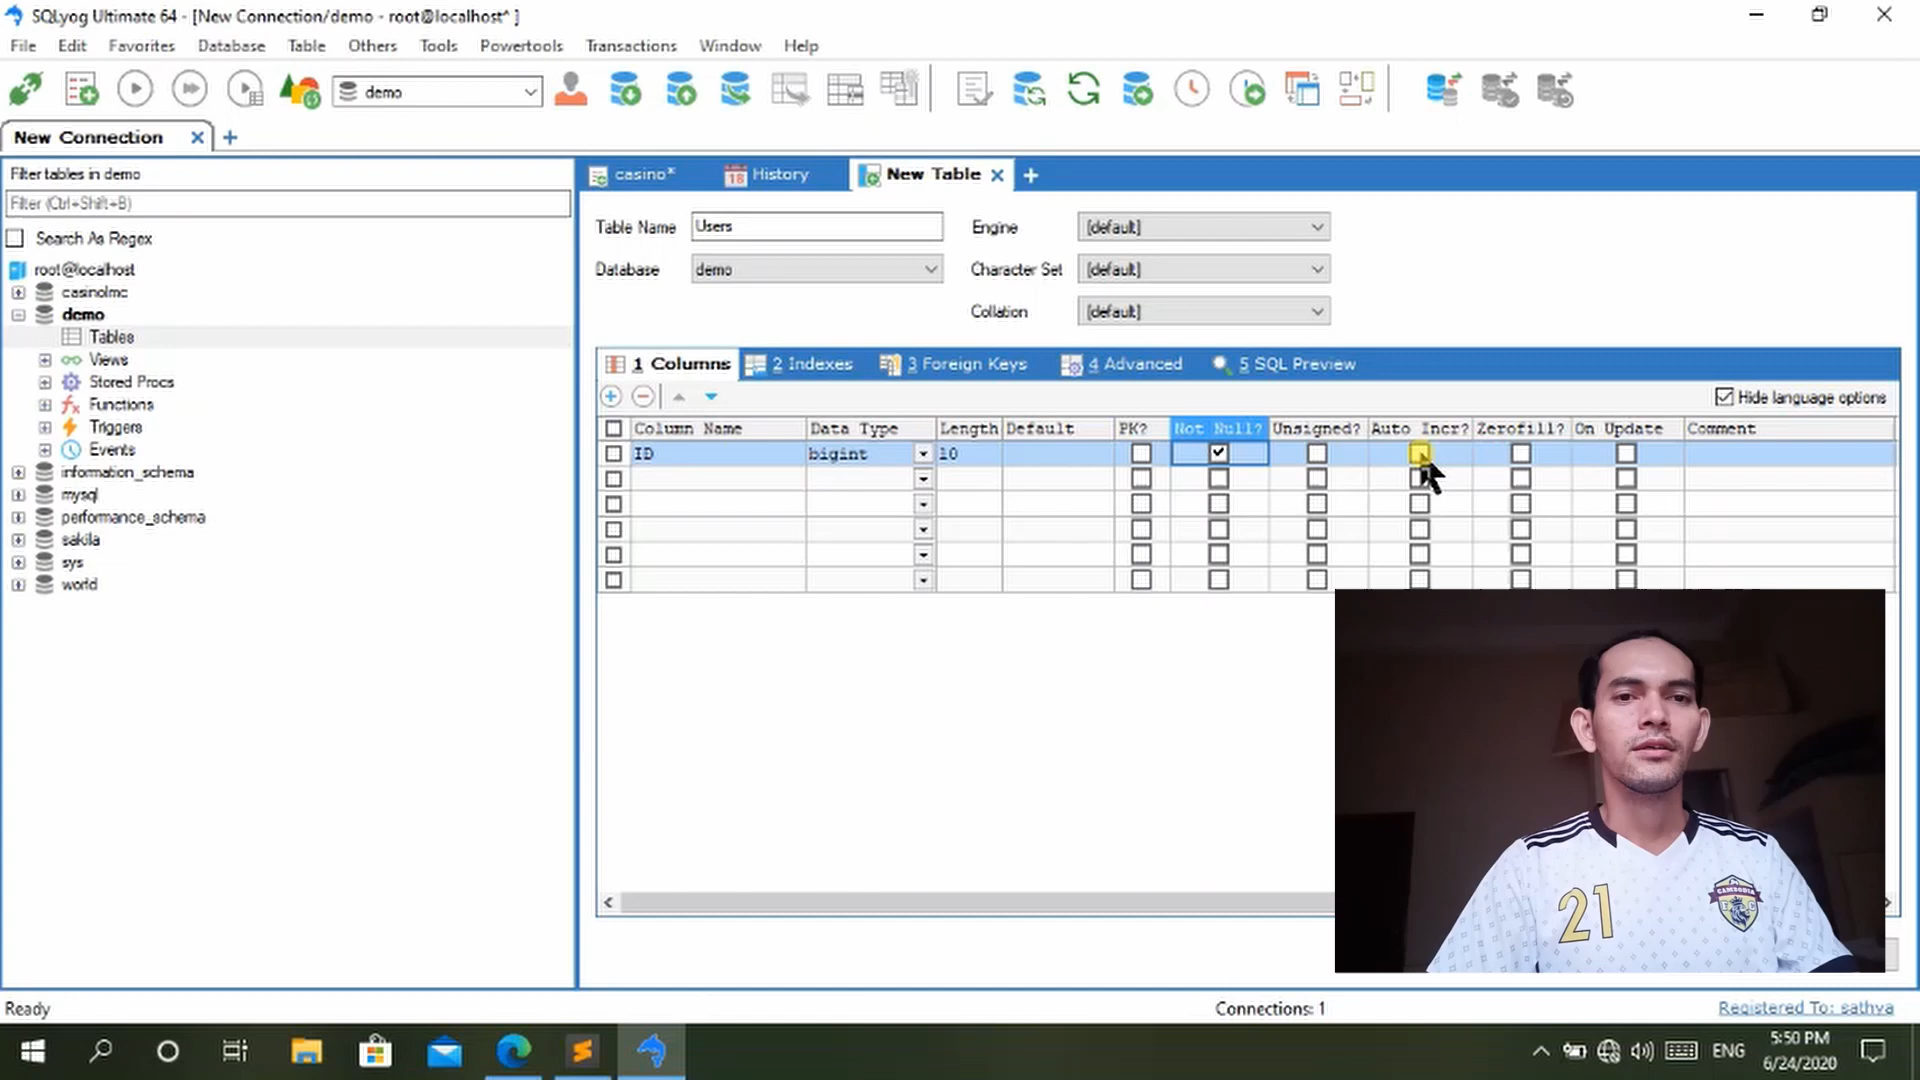 SQLyog Ultimate 64 - [New Connection/demo - root@localhost* ]
File Edit Favorites Database Table Others Tools Powertools Transactions Window Help
demo
New Connection
Filter tables in demo
Filter (Ctrl+Shift+B)
Search As Regex
root@localhost
casinolmc
demo
Tables
Views
Stored Procs
Functions
Triggers
Events
information_schema
mysql
performance_schema
sakila
sys
world
casino* 18 History New Table
Table Name Users Engine [default]
Database demo Character Set [default]
Collation [default]
1 Columns 2 Indexes 3 Foreign Keys 4 Advanced 5 SQL Preview
Hide language options
Column Name Data Type Length Default PK? Not Null? Unsigned? Auto Incr? Zerofill? On Update Comment
ID bigint 10
CAMBODIA
21
Ready Connections: 1 Registered To: sathya
ENG 5:50 PM
6/24/2020